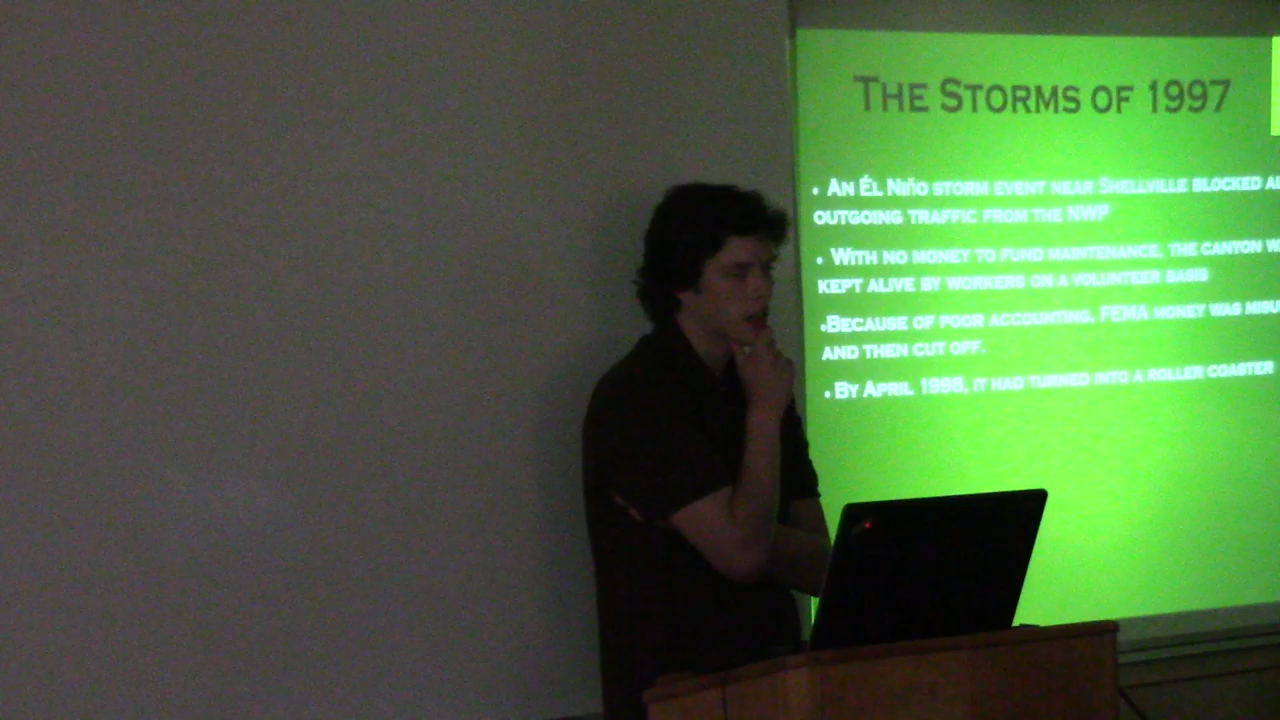 The Storms of 1997
• An Él Niño storm event near Shellville blocked
outgoing traffic from the NWP
• With no money to fund maintenance, the canyon
kept alive by workers on a volunteer basis
•Because of poor accounting, FEMA money was
and then cut off.
• By April 1998, it had turned into a roller coaster